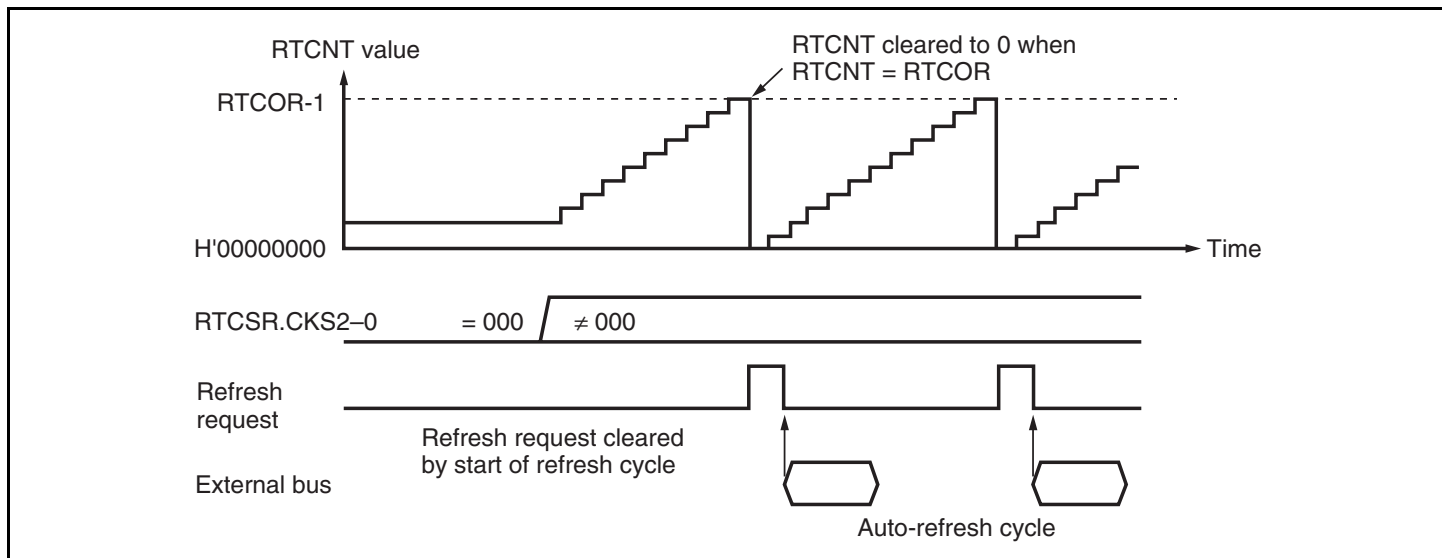 RTCNT value
RTCNT cleared to 0 when
RTCNT = RTCOR
RTCOR-1
H'00000000
Time
RTCSR.CKS2–0 = 000 ≠ 000
Refresh
request
Refresh request cleared
by start of refresh cycle
External bus
Auto-refresh cycle